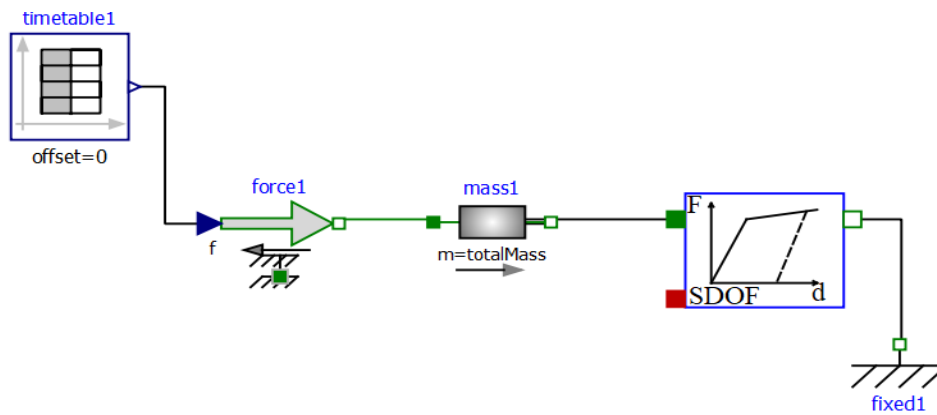 timetable1
offset=0
force1
f
mass1
m=totalMass
F
SDOF
d
fixed1